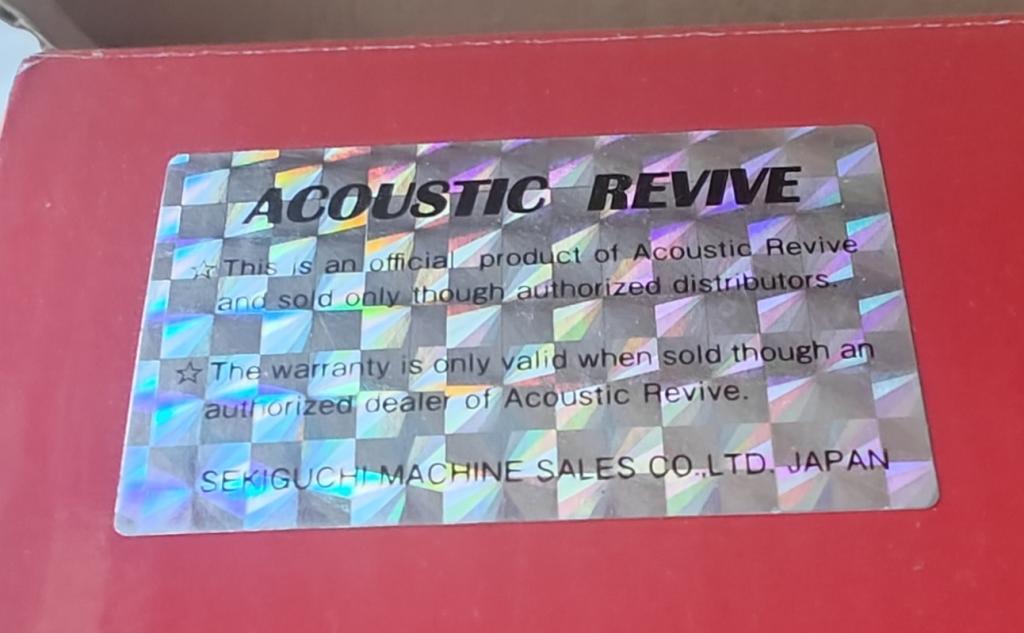 ACOUSTIC REVIVE
☆This is an official product of Acoustic Revive
and sold only though authorized distributors.
☆The warranty is only valid when sold though an
authorized dealer of Acoustic Revive.
SEKIGUCHI MACHINE SALES CO.,LTD. JAPAN